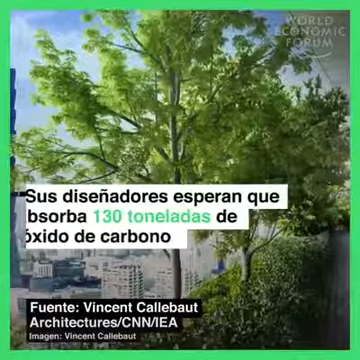 WORLD
ECONOMIC
FORUM
Sus diseñadores esperan que
bsorba 130 toneladas de
óxido de carbono
Fuente: Vincent Callebaut
Architectures/CNN/IEA
Imagen: Vincent Callebaut